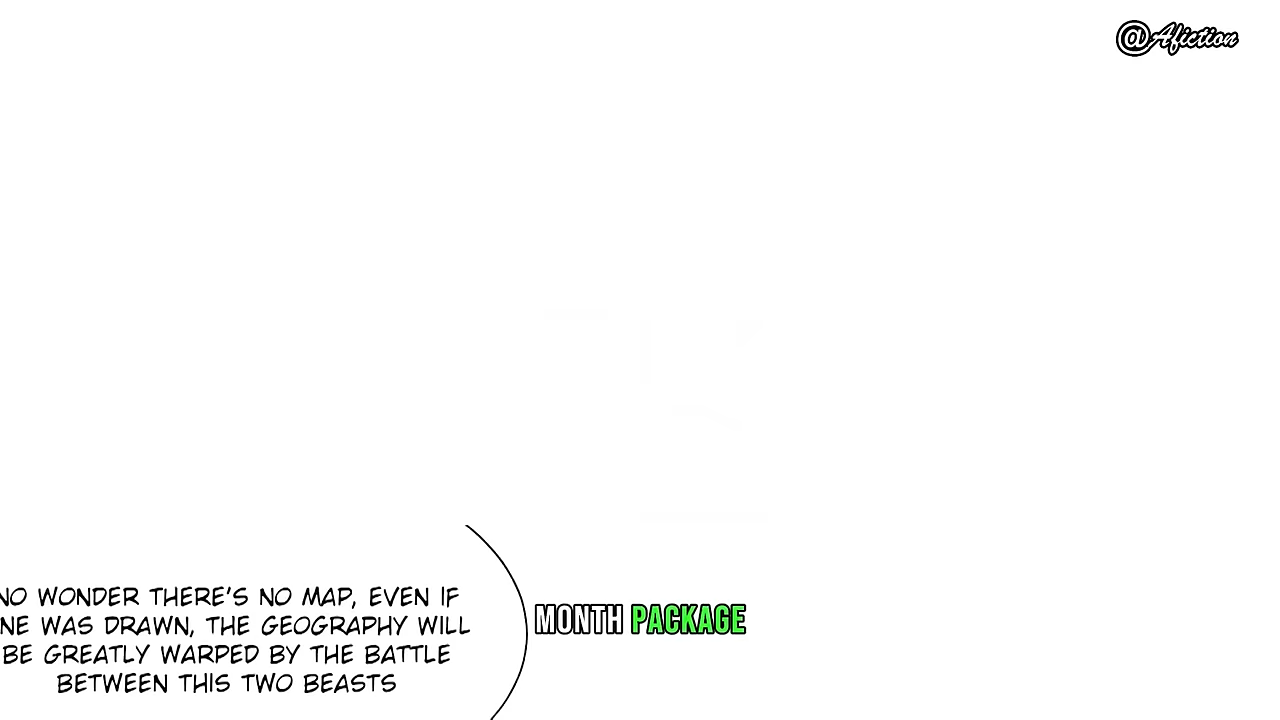 @Afiction
NO WONDER THERE'S NO MAP, EVEN IF
NE WAS DRAWN, THE GEOGRAPHY WILL
BE GREATLY WARPED BY THE BATTLE
BETWEEN THIS TWO BEASTS
MONTH PACKAGE